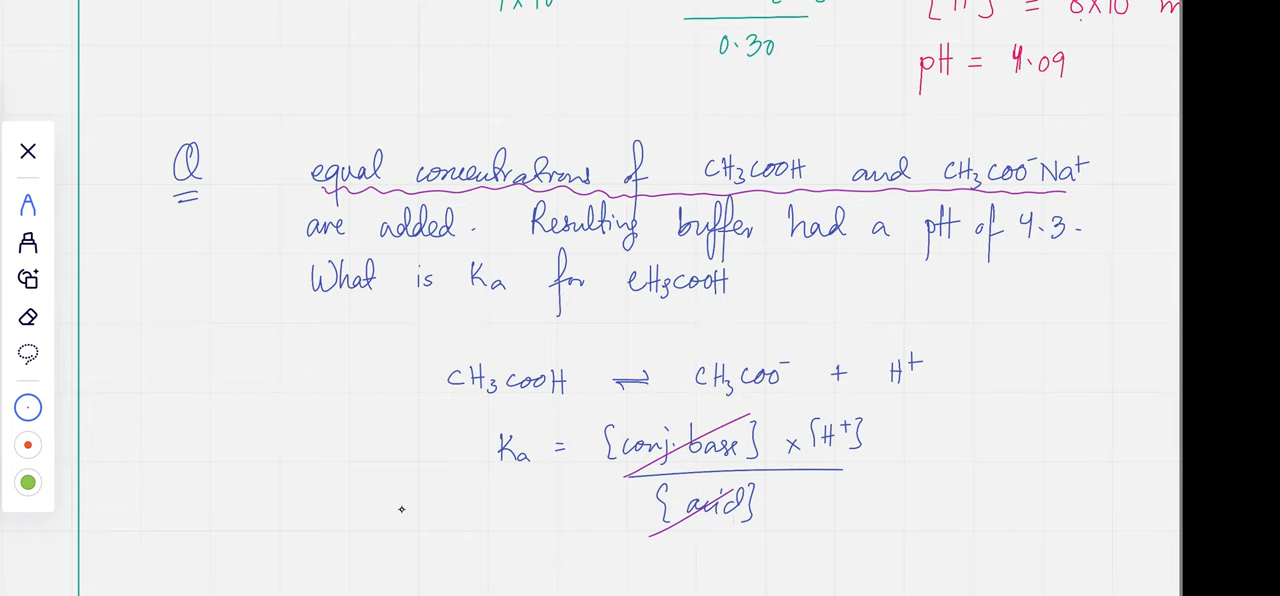 0.30
pH = 4.09
Q equal concentrations of CH₃COOH and CH₃COO⁻Na⁺
are added. Resulting buffer had a pH of 4.3.
What is Ka for CH₃COOH
CH₃COOH ⇌ CH₃COO⁻ + H⁺
Ka = [conj. base] × [H⁺]
[acid]